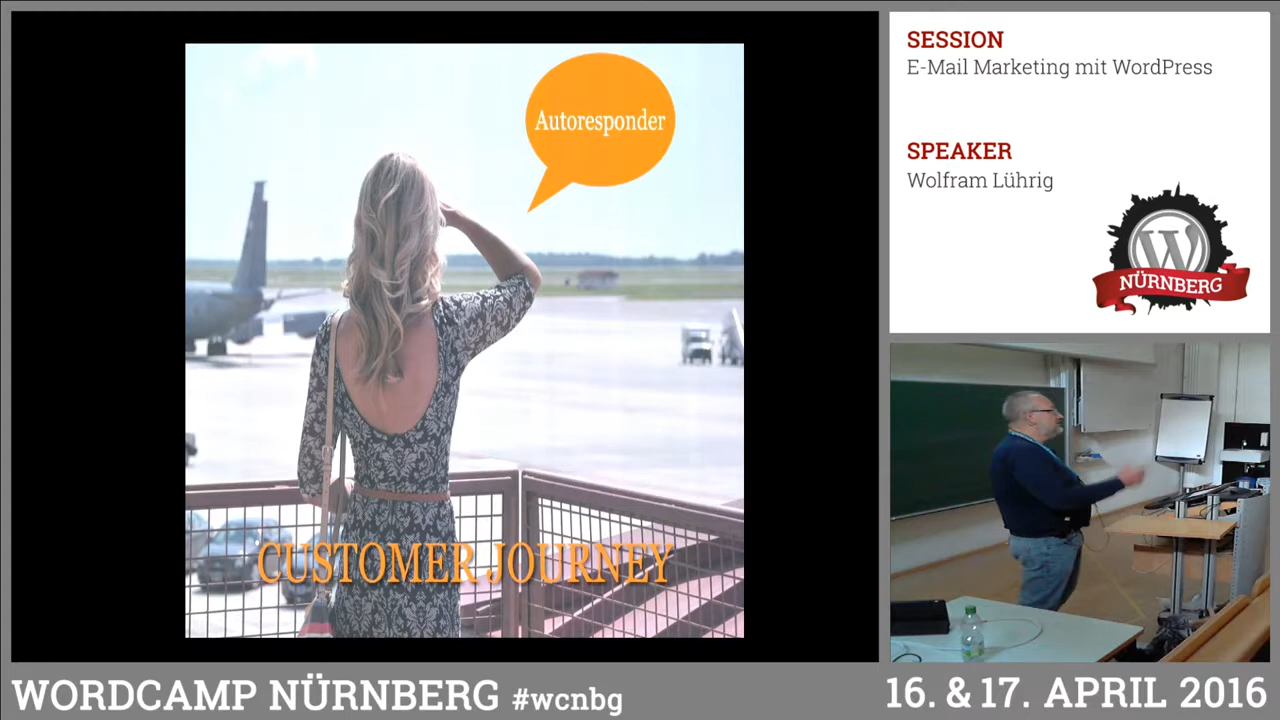 Autoresponder
CUSTOMER JOURNEY
SESSION
E-Mail Marketing mit WordPress
SPEAKER
Wolfram Lührig
W
NÜRNBERG
WORDCAMP NÜRNBERG #wcnbg
16. & 17. APRIL 2016